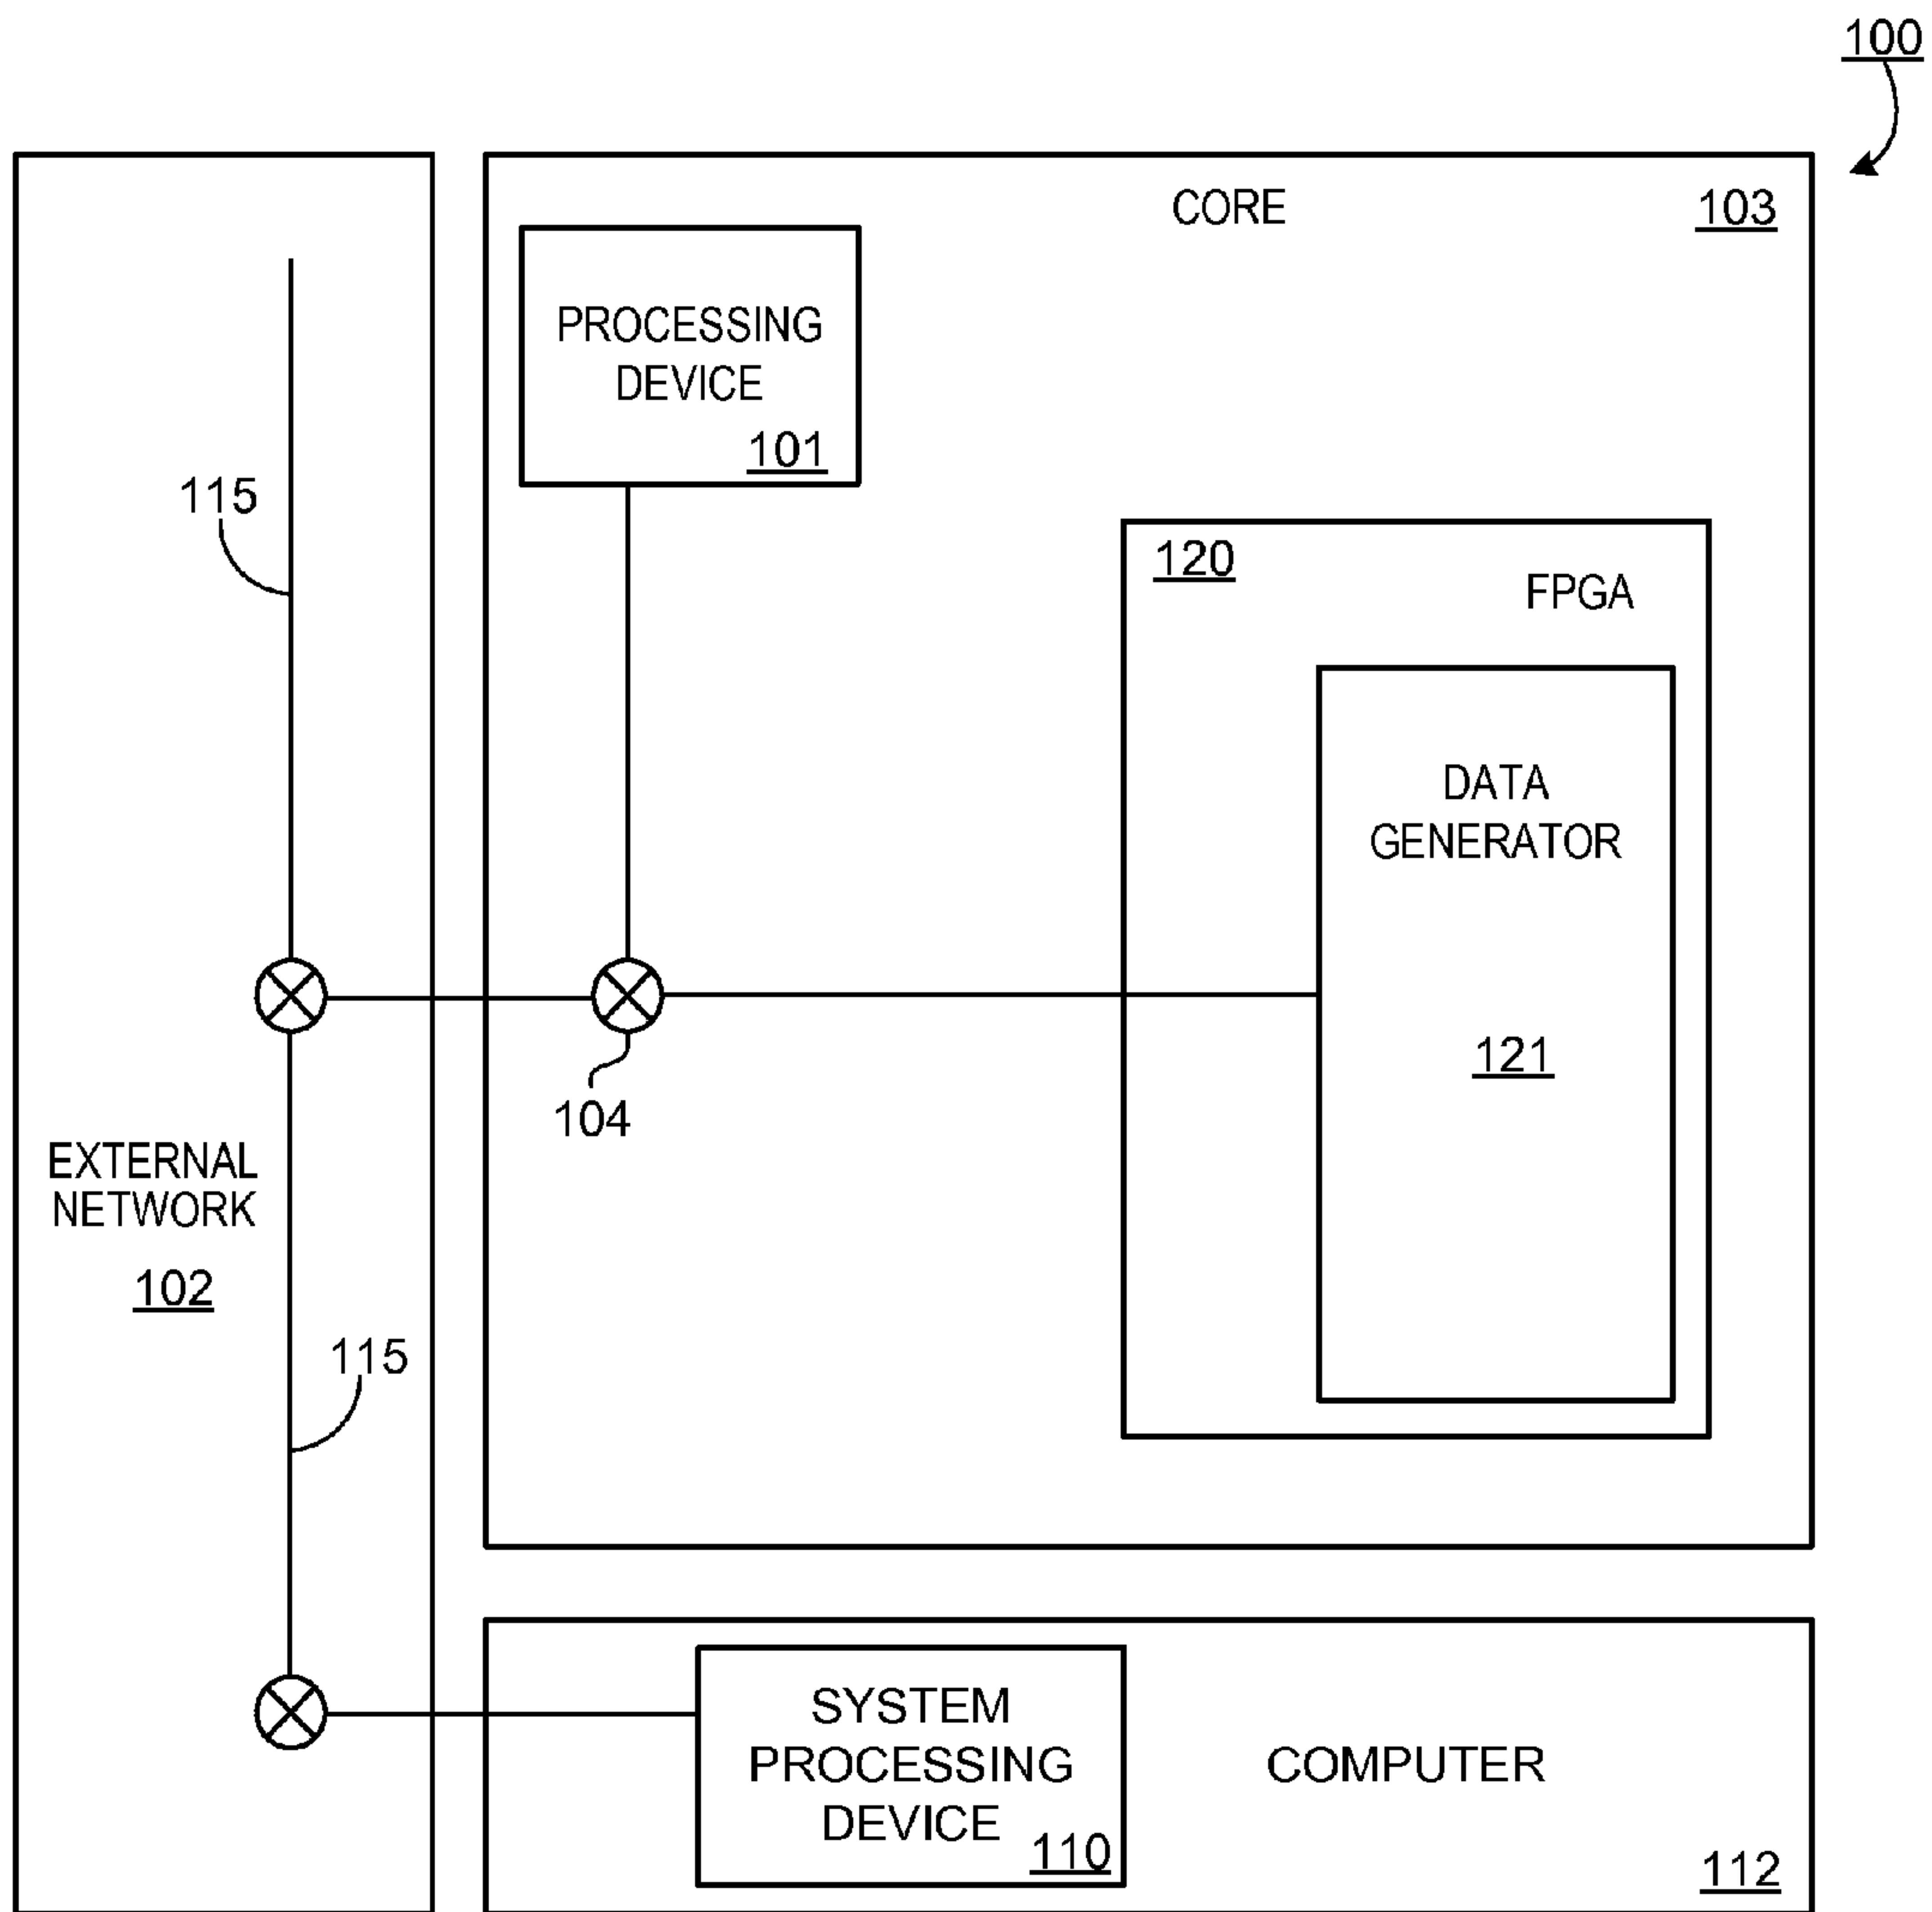 100
CORE
103
PROCESSING
DEVICE
101
115
120
FPGA
DATA
GENERATOR
121
104
EXTERNAL
NETWORK
102
115
SYSTEM
PROCESSING
DEVICE
110
COMPUTER
112